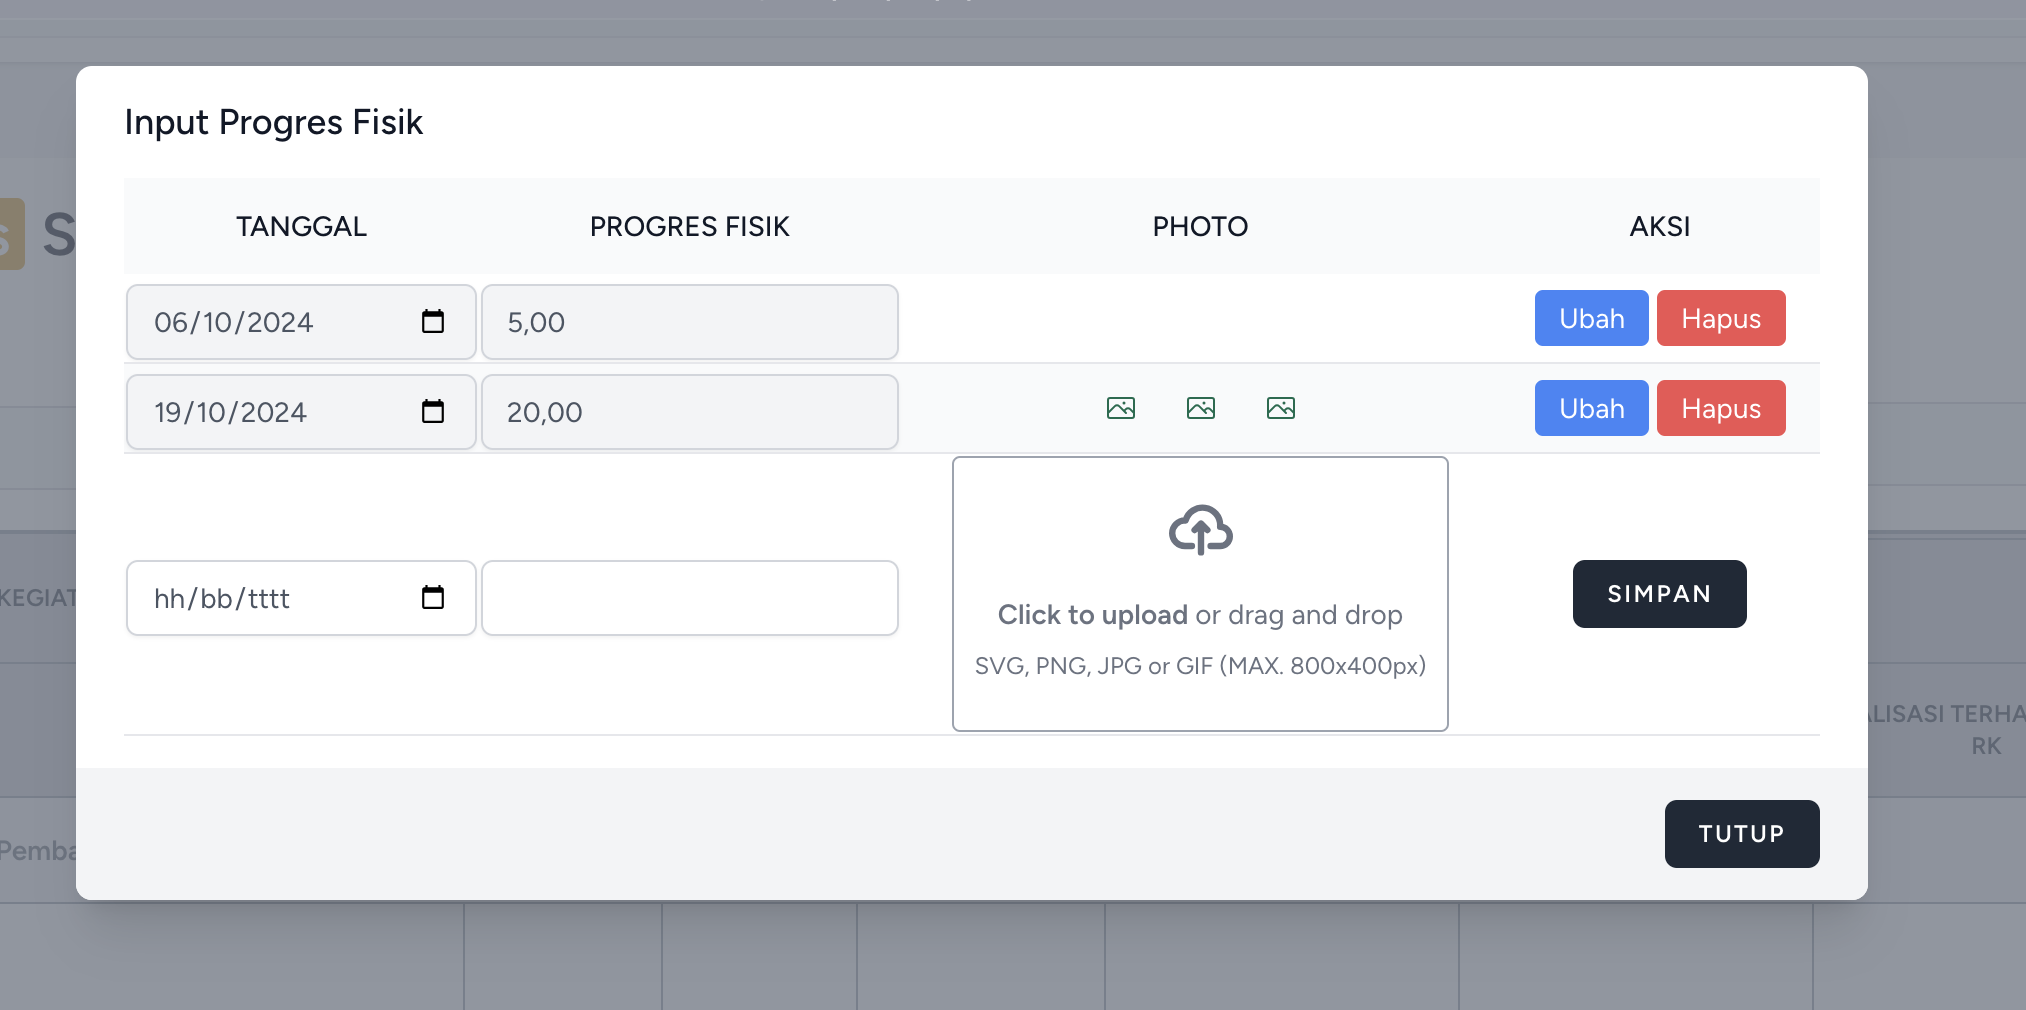 Input Progres Fisik
TANGGAL PROGRES FISIK PHOTO AKSI
06/10/2024 5,00 Ubah Hapus
19/10/2024 20,00 Ubah Hapus
Click to upload or drag and drop
SVG, PNG, JPG or GIF (MAX. 800x400px)
hh/bb/tttt SIMPAN
TUTUP
s S
KEGIAT
ALISASI TERHA
RK
Pemba